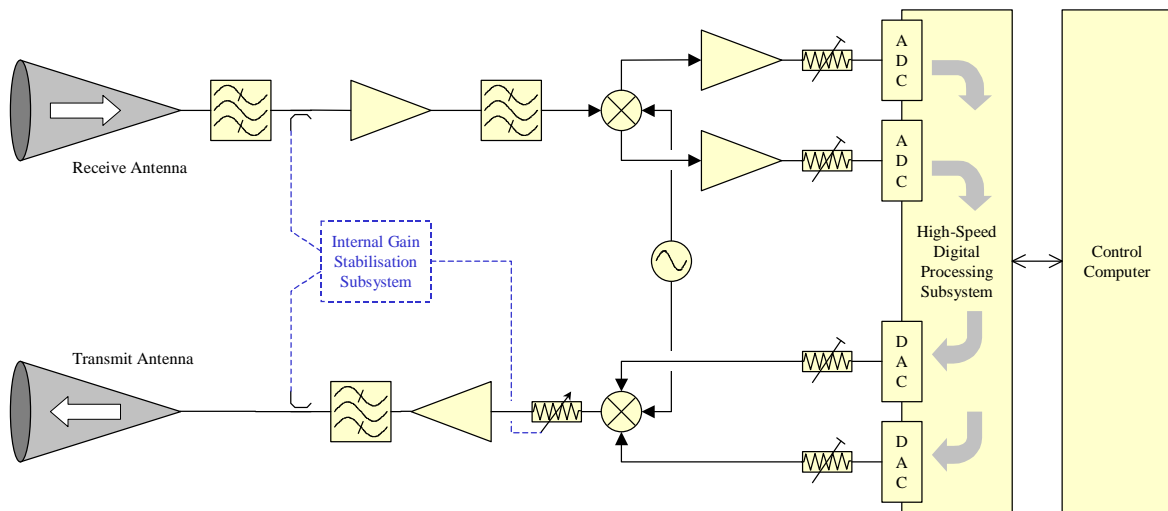 A
D
C
Receive Antenna
A
D
C
Internal Gain
Stabilisation
Subsystem
High-Speed
Digital
Processing
Subsystem
Control
Computer
Transmit Antenna
D
A
C
D
A
C